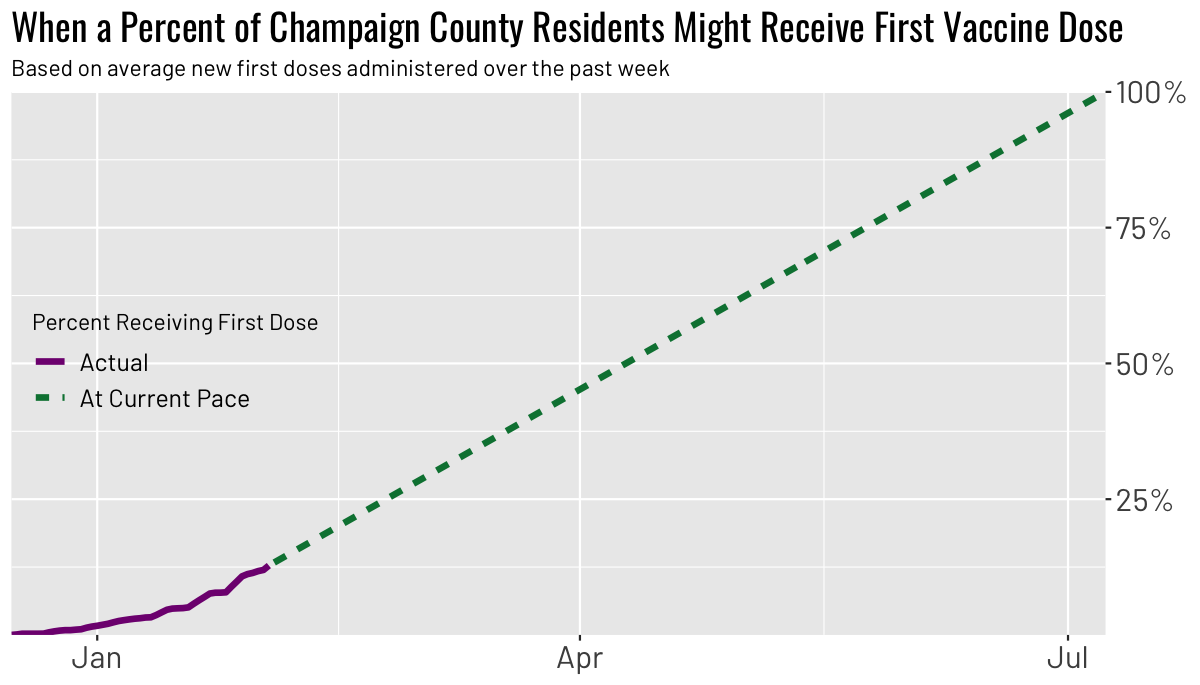 When a Percent of Champaign County Residents Might Receive First Vaccine Dose
Based on average new first doses administered over the past week
100%
75%
50%
25%
Percent Receiving First Dose
Actual
At Current Pace
Jan
Apr
Jul